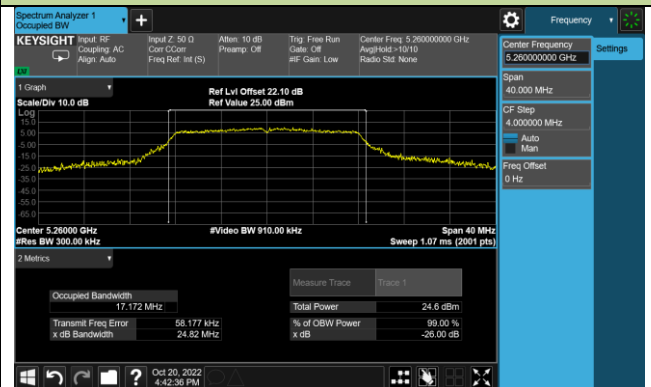 Spectrum Analyzer 1
Occupied BW
Frequency
KEYSIGHT
Input: RF
Coupling: AC
Align: Auto
Input Z: 50 Ω
Corr CCorr
Freq Ref: Int (S)
Atten: 10 dB
Preamp: Off
Trig: Free Run
Gate: Off
#IF Gain: Low
Center Freq: 5.260000000 GHz
Avg|Hold:>10/10
Radio Std: None
Center Frequency
5.260000000 GHz
Settings
Span
40.000 MHz
CF Step
4.000000 MHz
Auto
Man
Freq Offset
0 Hz
1 Graph
Scale/Div 10.0 dB
Ref Lvl Offset 22.10 dB
Ref Value 25.00 dBm
Log
15.0
5.00
-5.00
-15.0
-25.0
-35.0
-45.0
-55.0
-65.0
Center 5.26000 GHz
#Res BW 300.00 kHz
#Video BW 910.00 kHz
Span 40 MHz
Sweep 1.07 ms (2001 pts)
2 Metrics
Measure Trace
Trace 1
Occupied Bandwidth
17.172 MHz
Total Power
24.6 dBm
Transmit Freq Error
58.177 kHz
% of OBW Power
99.00 %
x dB Bandwidth
24.82 MHz
x dB
-26.00 dB
?
Oct 20, 2022
4:42:36 PM